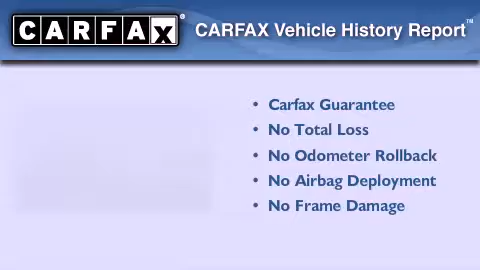 CARFAX® CARFAX Vehicle History Report™
• Carfax Guarantee
• No Total Loss
• No Odometer Rollback
• No Airbag Deployment
• No Frame Damage